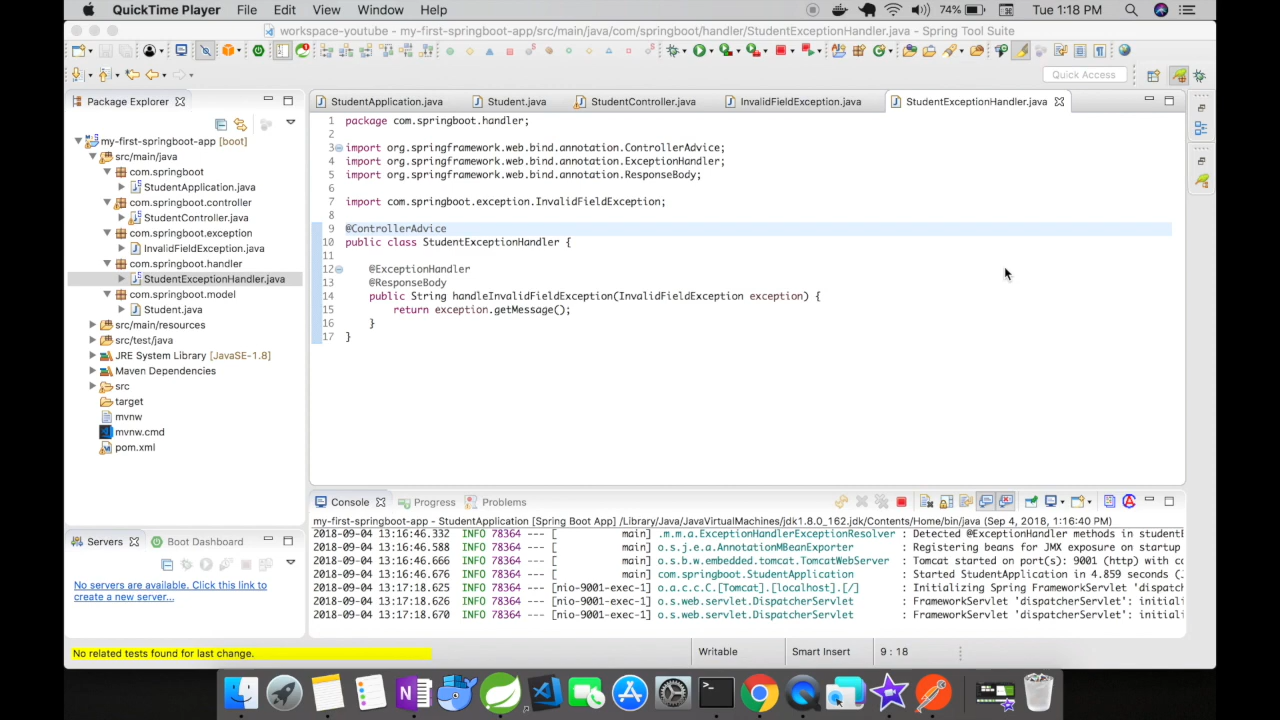 QuickTime Player File Edit View Window Help 74% Tue 1:18 PM
workspace-youtube - my-first-springboot-app/src/main/java/com/springboot/handler/StudentExceptionHandler.java - Spring Tool Suite
Quick Access
Package Explorer
my-first-springboot-app [boot]
src/main/java
com.springboot
StudentApplication.java
com.springboot.controller
StudentController.java
com.springboot.exception
InvalidFieldException.java
com.springboot.handler
StudentExceptionHandler.java
com.springboot.model
Student.java
src/main/resources
src/test/java
JRE System Library [JavaSE-1.8]
Maven Dependencies
src
target
mvnw
mvnw.cmd
pom.xml
StudentApplication.java Student.java StudentController.java InvalidFieldException.java StudentExceptionHandler.java
1 package com.springboot.handler;
2
3 import org.springframework.web.bind.annotation.ControllerAdvice;
4 import org.springframework.web.bind.annotation.ExceptionHandler;
5 import org.springframework.web.bind.annotation.ResponseBody;
6
7 import com.springboot.exception.InvalidFieldException;
8
9 @ControllerAdvice
10 public class StudentExceptionHandler {
11
12 @ExceptionHandler
13 @ResponseBody
14 public String handleInvalidFieldException(InvalidFieldException exception) {
15 return exception.getMessage();
16 }
17 }
Servers Boot Dashboard
No servers are available. Click this link to
create a new server...
Console Progress Problems
my-first-springboot-app - StudentApplication [Spring Boot App] /Library/Java/JavaVirtualMachines/jdk1.8.0_162.jdk/Contents/Home/bin/java (Sep 4, 2018, 1:16:40 PM)
2018-09-04 13:16:46.332 INFO 78364 --- [ main] .m.m.a.ExceptionHandlerExceptionResolver : Detected @ExceptionHandler methods in studentE
2018-09-04 13:16:46.588 INFO 78364 --- [ main] o.s.j.e.a.AnnotationMBeanExporter : Registering beans for JMX exposure on startup
2018-09-04 13:16:46.666 INFO 78364 --- [ main] o.s.b.w.embedded.tomcat.TomcatWebServer : Tomcat started on port(s): 9001 (http) with co
2018-09-04 13:16:46.676 INFO 78364 --- [ main] com.springboot.StudentApplication : Started StudentApplication in 4.859 seconds (J
2018-09-04 13:17:18.625 INFO 78364 --- [nio-9001-exec-1] o.a.c.c.C.[Tomcat].[localhost].[/] : Initializing Spring FrameworkServlet 'dispatch
2018-09-04 13:17:18.625 INFO 78364 --- [nio-9001-exec-1] o.s.web.servlet.DispatcherServlet : FrameworkServlet 'dispatcherServlet': initiali
2018-09-04 13:17:18.670 INFO 78364 --- [nio-9001-exec-1] o.s.web.servlet.DispatcherServlet : FrameworkServlet 'dispatcherServlet': initiali
No related tests found for last change.
Writable Smart Insert 9 : 18